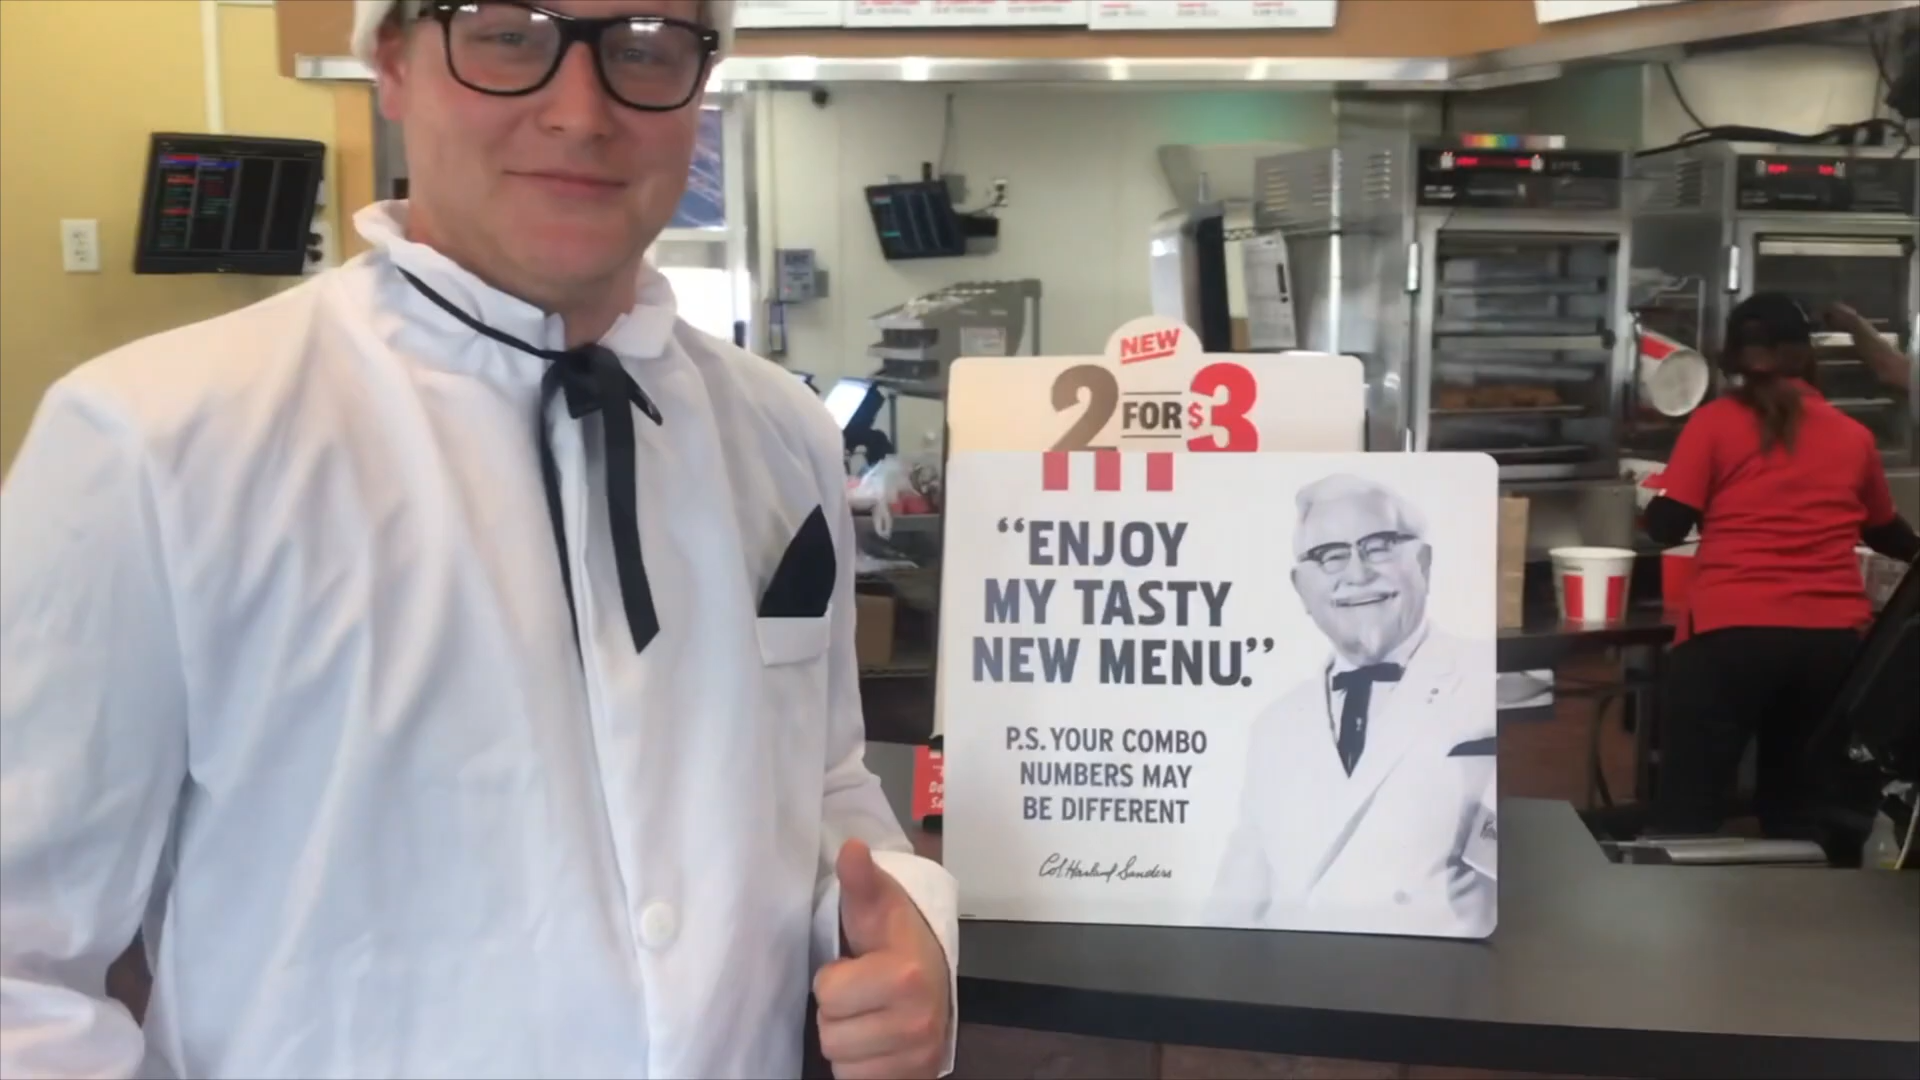 NEW
2 FOR $3
“ENJOY
MY TASTY
NEW MENU.”
P.S. YOUR COMBO
NUMBERS MAY
BE DIFFERENT
Col. Harland Sanders